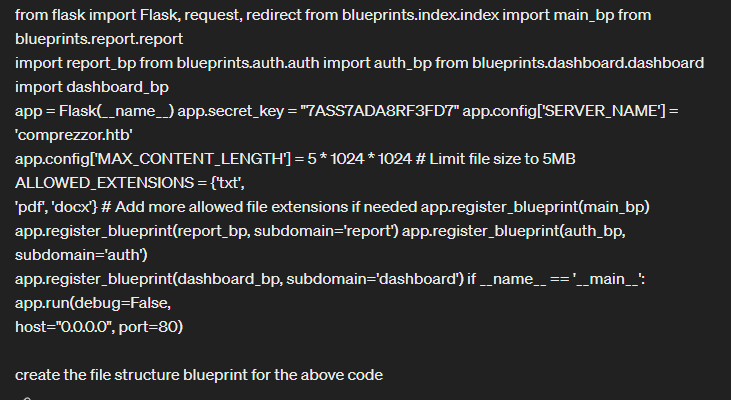 from flask import Flask, request, redirect from blueprints.index.index import main_bp from
blueprints.report.report
import report_bp from blueprints.auth.auth import auth_bp from blueprints.dashboard.dashboard
import dashboard_bp
app = Flask(__name__) app.secret_key = "7ASS7ADA8RF3FD7" app.config['SERVER_NAME'] =
'comprezzor.htb'
app.config['MAX_CONTENT_LENGTH'] = 5 * 1024 * 1024 # Limit file size to 5MB
ALLOWED_EXTENSIONS = {'txt',
'pdf', 'docx'} # Add more allowed file extensions if needed app.register_blueprint(main_bp)
app.register_blueprint(report_bp, subdomain='report') app.register_blueprint(auth_bp,
subdomain='auth')
app.register_blueprint(dashboard_bp, subdomain='dashboard') if __name__ == '__main__':
app.run(debug=False,
host="0.0.0.0", port=80)
create the file structure blueprint for the above code